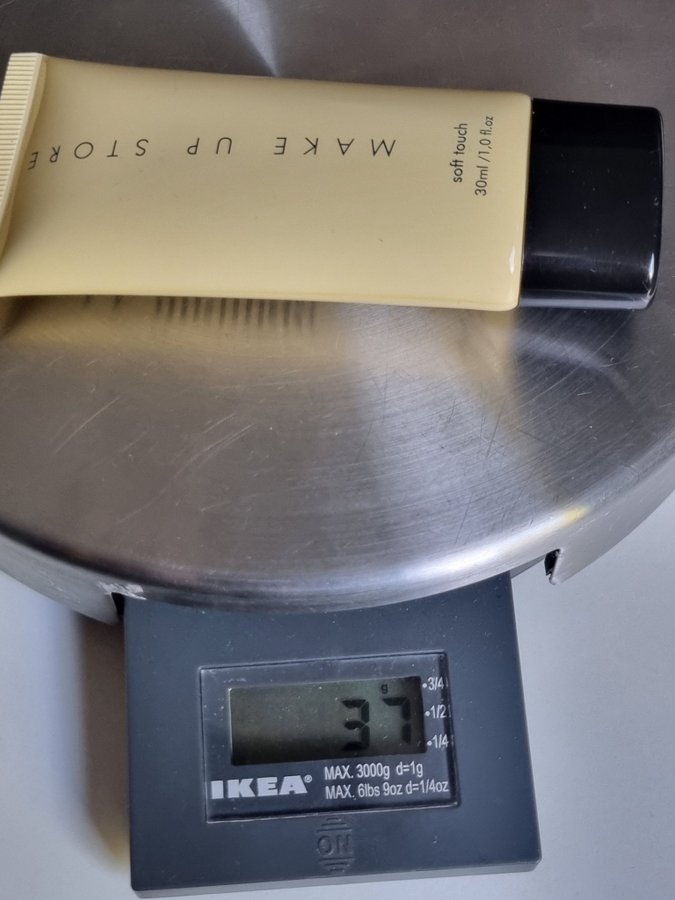 MAKE UP STORE
soft touch
30ml /1,0 fl.oz
g
37
•3/4
•1/2
•1/4
IKEA®
MAX. 3000g d=1g
MAX. 6lbs 9oz d=1/4oz
ON